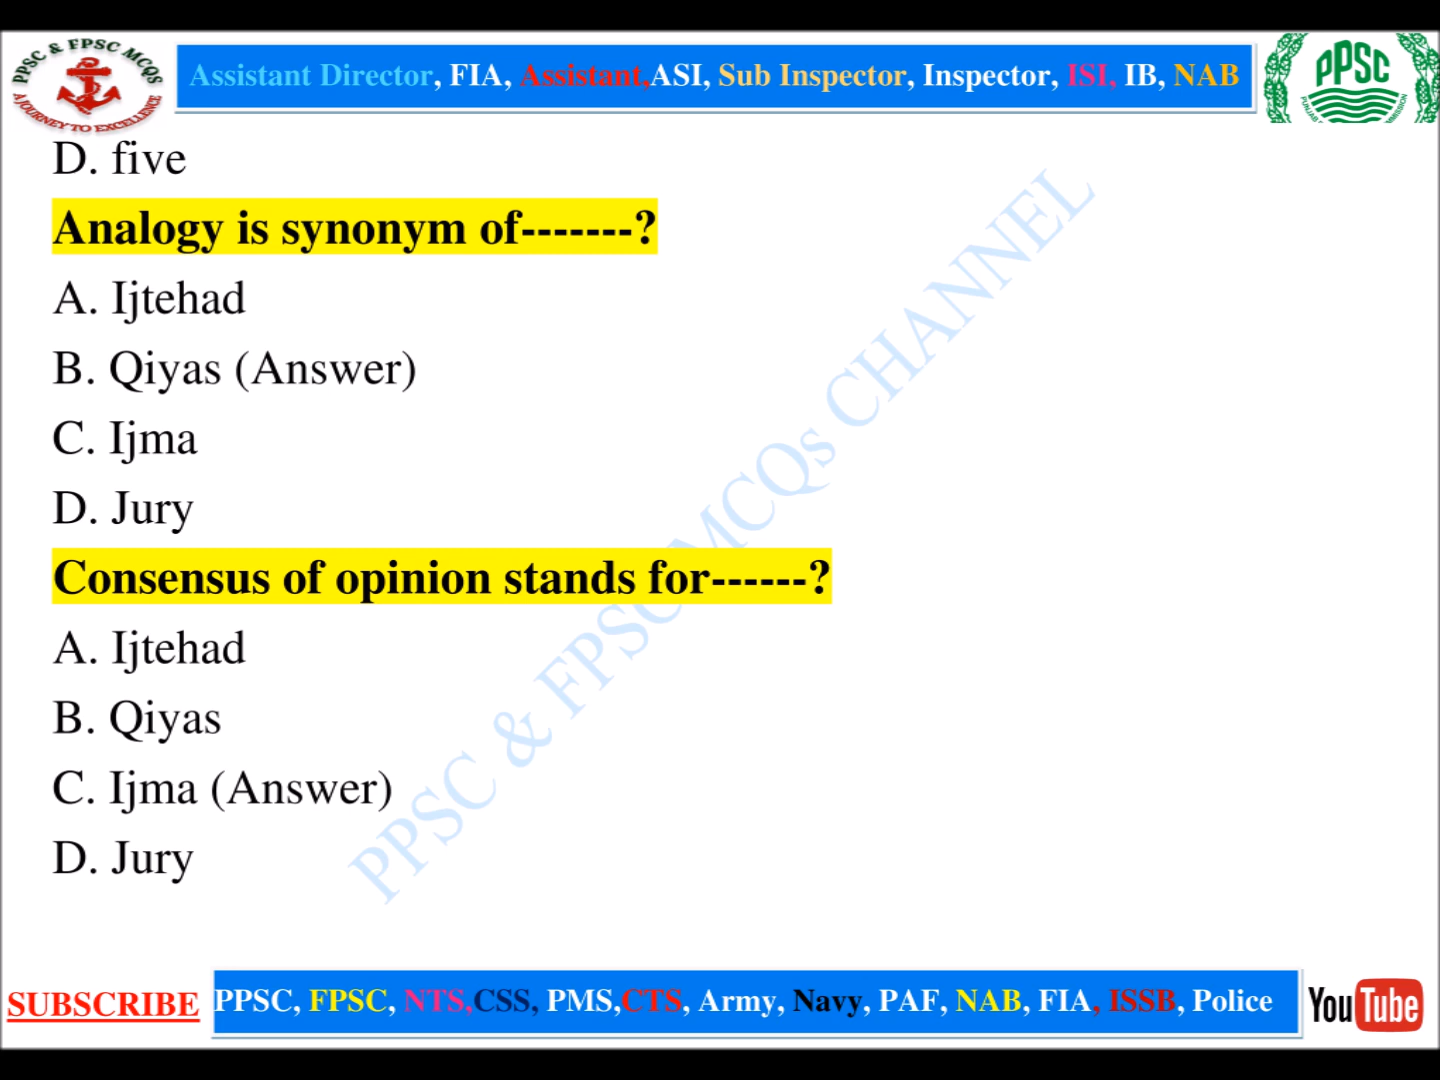 PPSC & FPSC MCQS
A JOURNEY TO EXCELLENCE
Assistant Director, FIA, Assistant,ASI, Sub Inspector, Inspector, ISI, IB, NAB
PPSC
D. five
Analogy is synonym of-------?
A. Ijtehad
B. Qiyas (Answer)
C. Ijma
D. Jury
Consensus of opinion stands for------?
A. Ijtehad
B. Qiyas
C. Ijma (Answer)
D. Jury
PPSC & FPSC MCQs CHANNEL
SUBSCRIBE
PPSC, FPSC, NTS,CSS, PMS,CTS, Army, Navy, PAF, NAB, FIA, ISSB, Police
YouTube